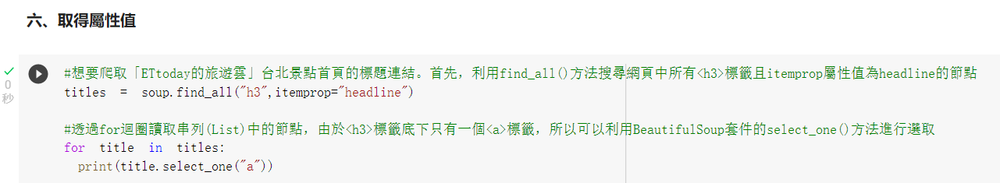 六、取得屬性值
#想要爬取「ETtoday的旅遊雲」台北景點首頁的標題連結。首先，利用find_all()方法搜尋網頁中所有<h3>標籤且itemprop屬性值為headline的節點
titles = soup.find_all("h3",itemprop="headline")
#透過for迴圈讀取串列(List)中的節點，由於<h3>標籤底下只有一個<a>標籤，所以可以利用BeautifulSoup套件的select_one()方法進行選取
for title in titles:
  print(title.select_one("a"))
0
秒